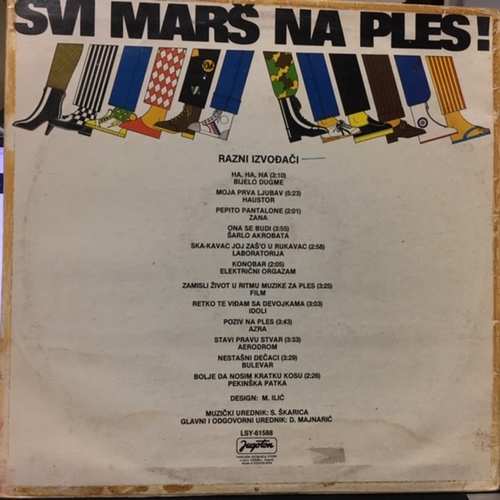 SVI MARŠ NA PLES!
RAZNI IZVOĐAČI
HA, HA, HA (3:10)
BIJELO DUGME
MOJA PRVA LJUBAV (5:23)
HAUSTOR
PEPITO PANTALONE (2:01)
ZANA
ONA SE BUDI (3:55)
ŠARLO AKROBATA
SKA-KAVAC JOJ ZAŠ'O U RUKAVAC (2:58)
LABORATORIJA
KONOBAR (2:05)
ELEKTRIČNI ORGAZAM
ZAMISLI ŽIVOT U RITMU MUZIKE ZA PLES (3:25)
FILM
RETKO TE VIĐAM SA DEVOJKAMA (3:03)
IDOLI
POZIV NA PLES (3:43)
AZRA
STAVI PRAVU STVAR (3:33)
AERODROM
NESTAŠNI DEČACI (3:29)
BULEVAR
BOLJE DA NOSIM KRATKU KOSU (2:26)
PEKINŠKA PATKA
DESIGN: M. ILIĆ
MUZIČKI UREDNIK: S. ŠKARICA
GLAVNI I ODGOVORNI UREDNIK: D. MAJNARIĆ
LSY-61588
Jugoton